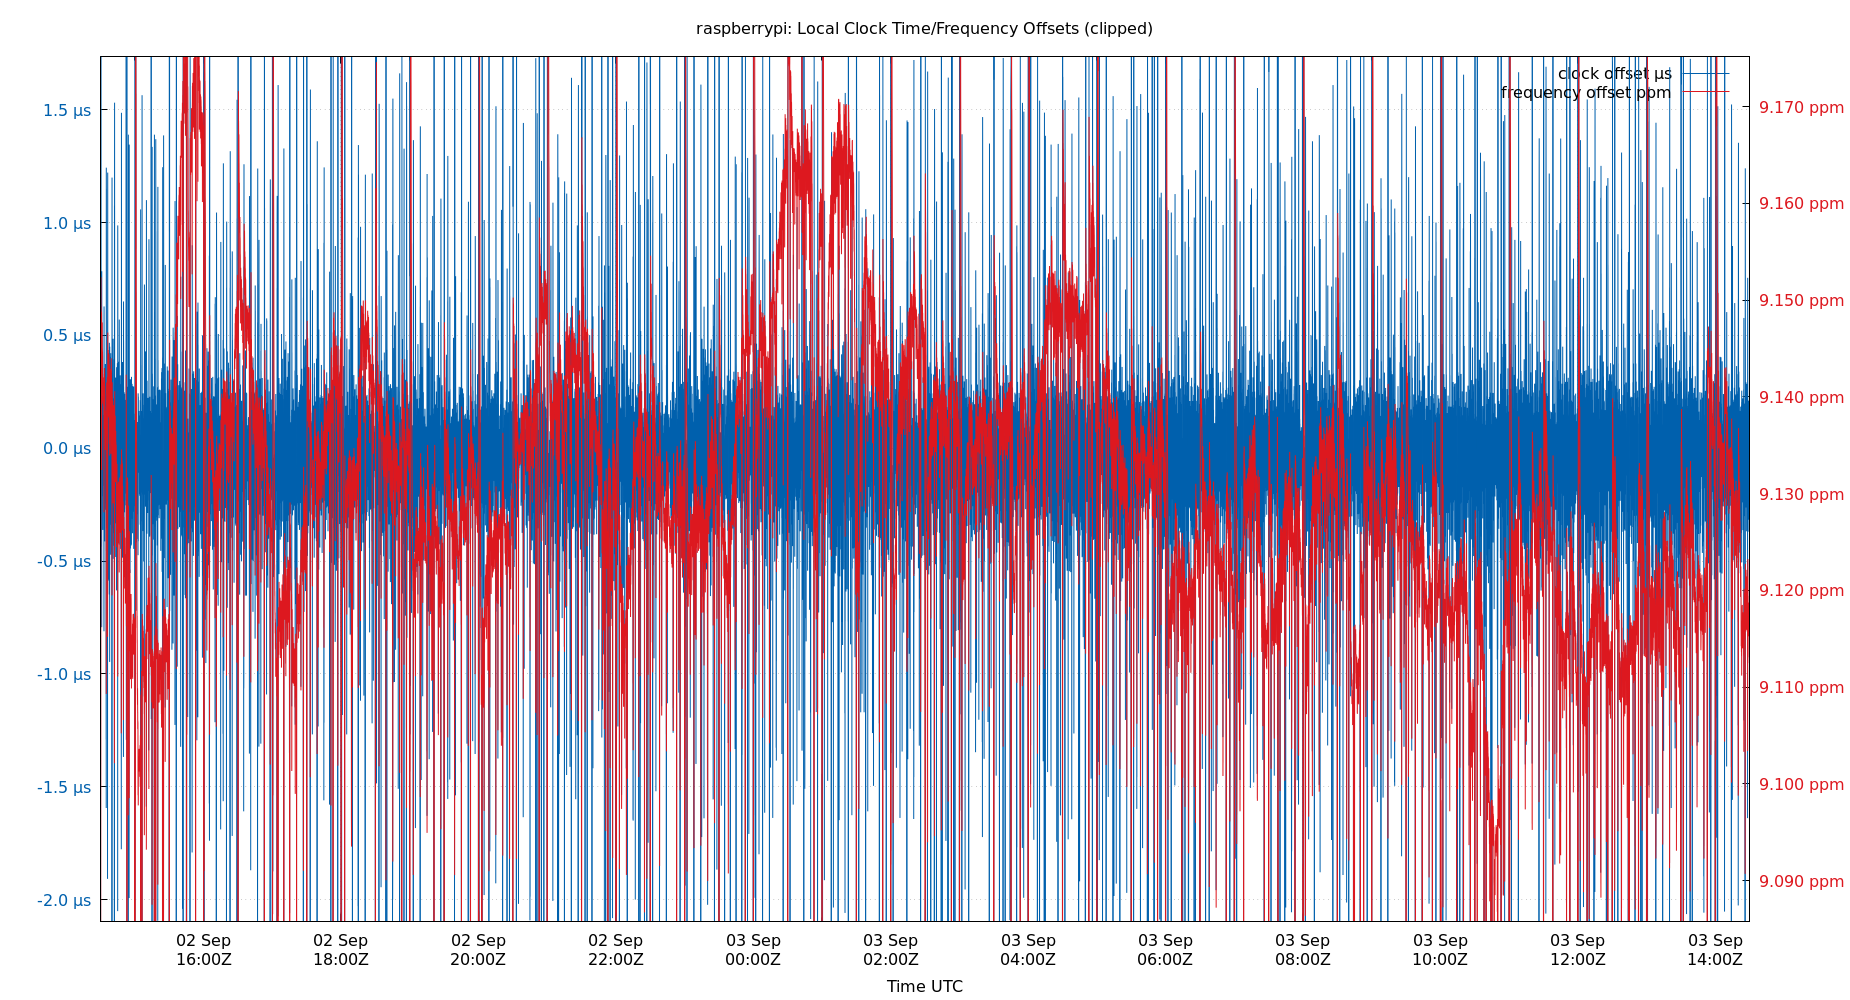 raspberrypi: Local Clock Time/Frequency Offsets (clipped)
clock offset µs
frequency offset ppm
1.5 µs
1.0 µs
0.5 µs
0.0 µs
-0.5 µs
-1.0 µs
-1.5 µs
-2.0 µs
9.170 ppm
9.160 ppm
9.150 ppm
9.140 ppm
9.130 ppm
9.120 ppm
9.110 ppm
9.100 ppm
9.090 ppm
02 Sep 02 Sep 02 Sep 02 Sep 03 Sep 03 Sep 03 Sep 03 Sep 03 Sep 03 Sep 03 Sep 03 Sep
16:00Z 18:00Z 20:00Z 22:00Z 00:00Z 02:00Z 04:00Z 06:00Z 08:00Z 10:00Z 12:00Z 14:00Z
Time UTC